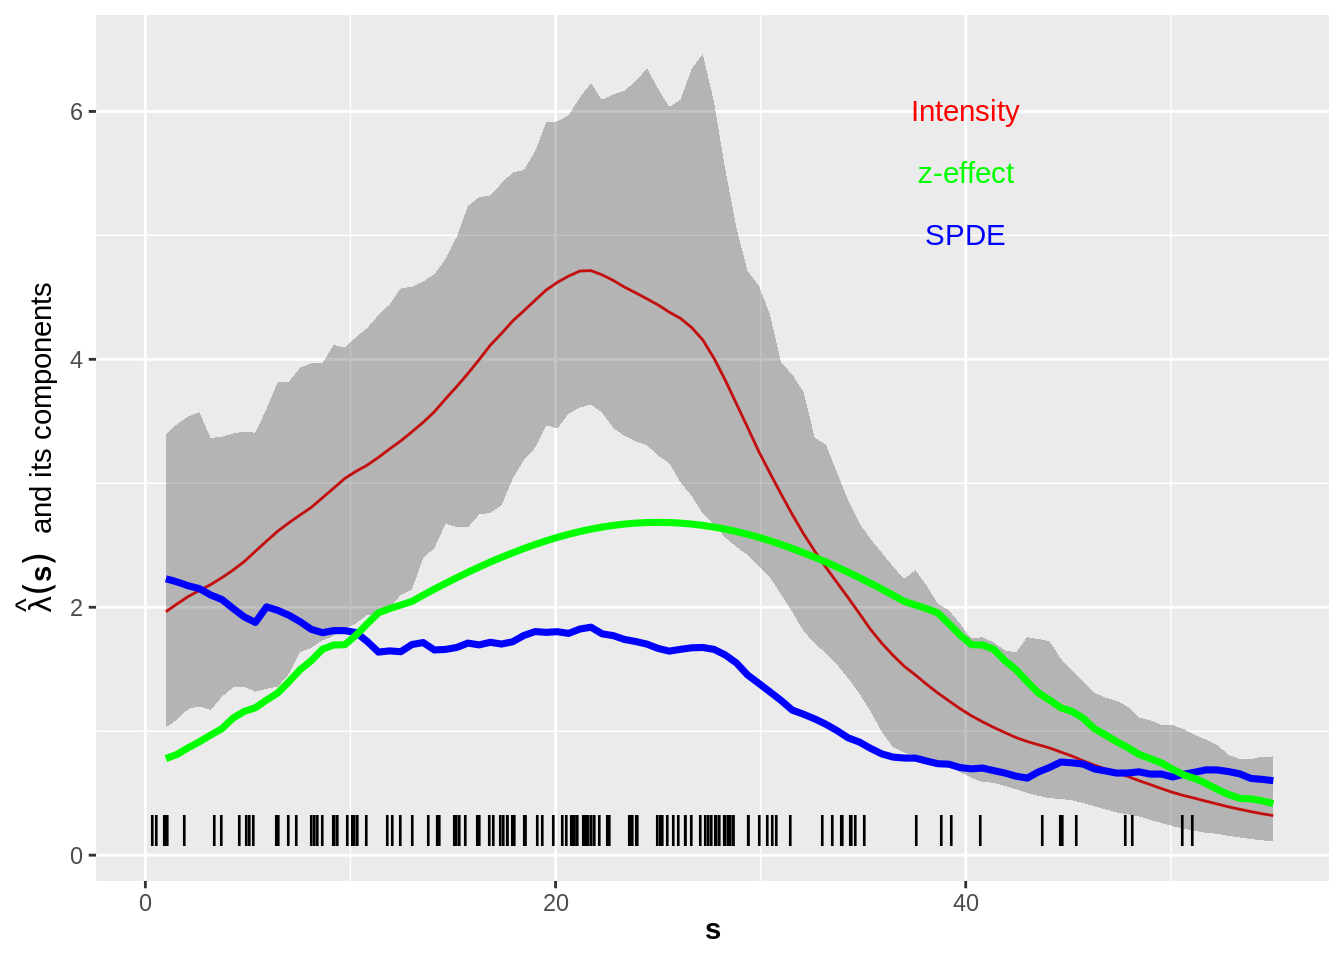 Intensity
z-effect
SPDE
6
4
2
0
0 20 40
s
λ̂(s) and its components